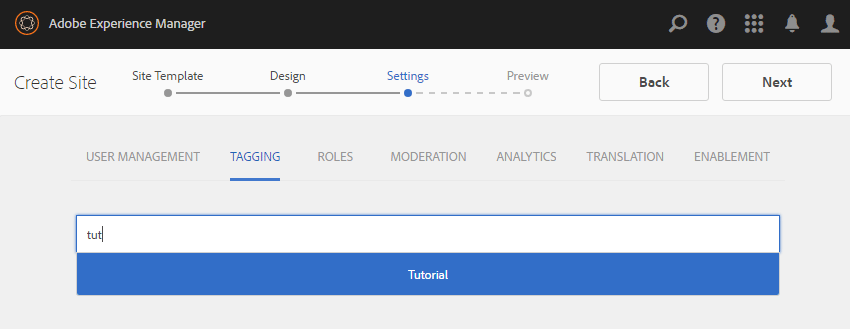 Adobe Experience Manager
Create Site
Site Template Design Settings Preview
Back Next
USER MANAGEMENT TAGGING ROLES MODERATION ANALYTICS TRANSLATION ENABLEMENT
tut
Tutorial